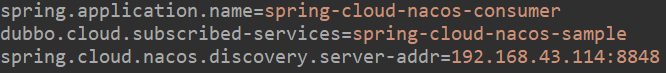 spring.application.name=spring-cloud-nacos-consumer
dubbo.cloud.subscribed-services=spring-cloud-nacos-sample
spring.cloud.nacos.discovery.server-addr=192.168.43.114:8848